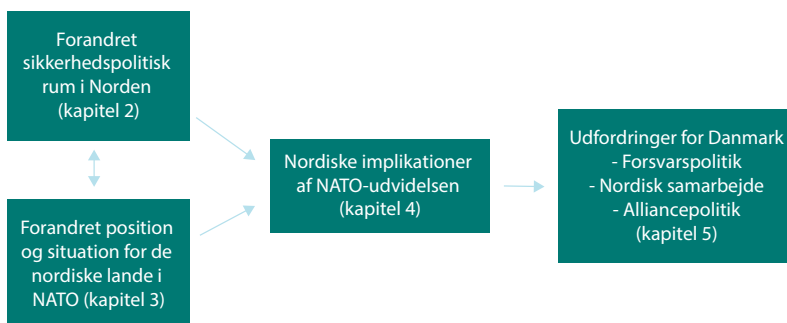 Forandret
sikkerhedspolitisk
rum i Norden
(kapitel 2)
Forandret position
og situation for de
nordiske lande i
NATO (kapitel 3)
Nordiske implikationer
af NATO-udvidelsen
(kapitel 4)
Udfordringer for Danmark
- Forsvarspolitik
- Nordisk samarbejde
- Alliancepolitik
(kapitel 5)